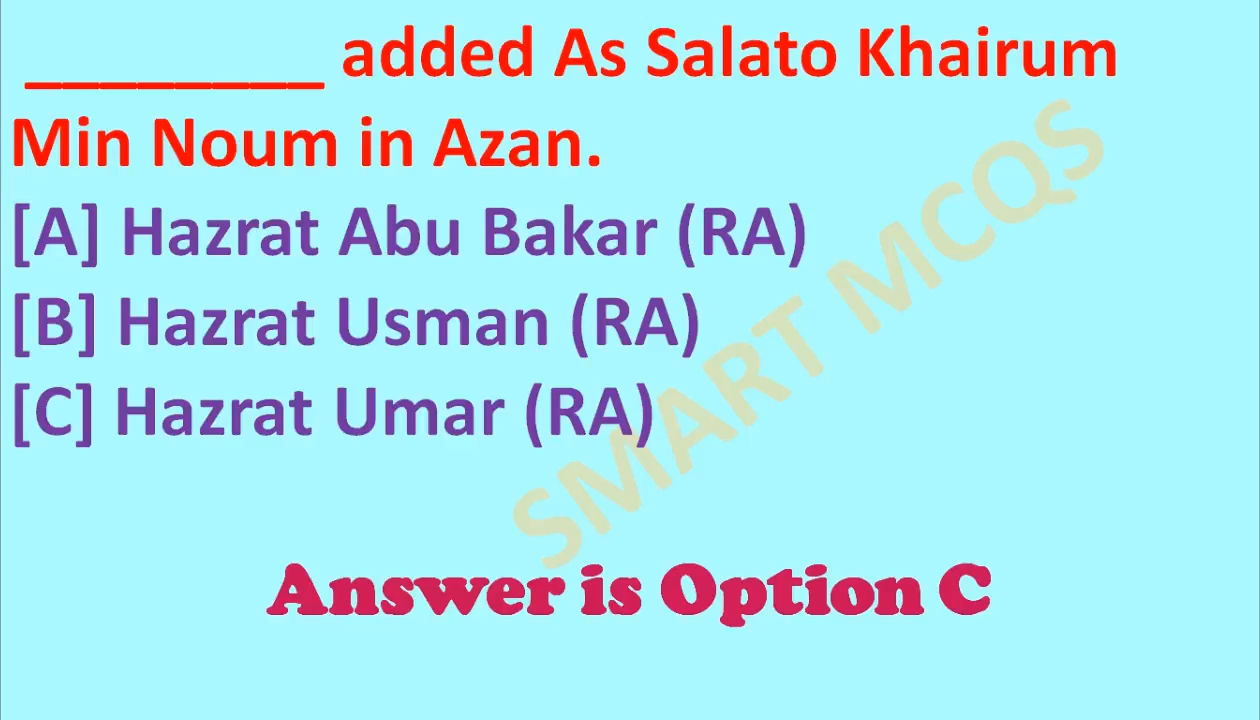 ________ added As Salato Khairum
Min Noum in Azan.
[A] Hazrat Abu Bakar (RA)
[B] Hazrat Usman (RA)
[C] Hazrat Umar (RA)
SMART MCQS
Answer is Option C